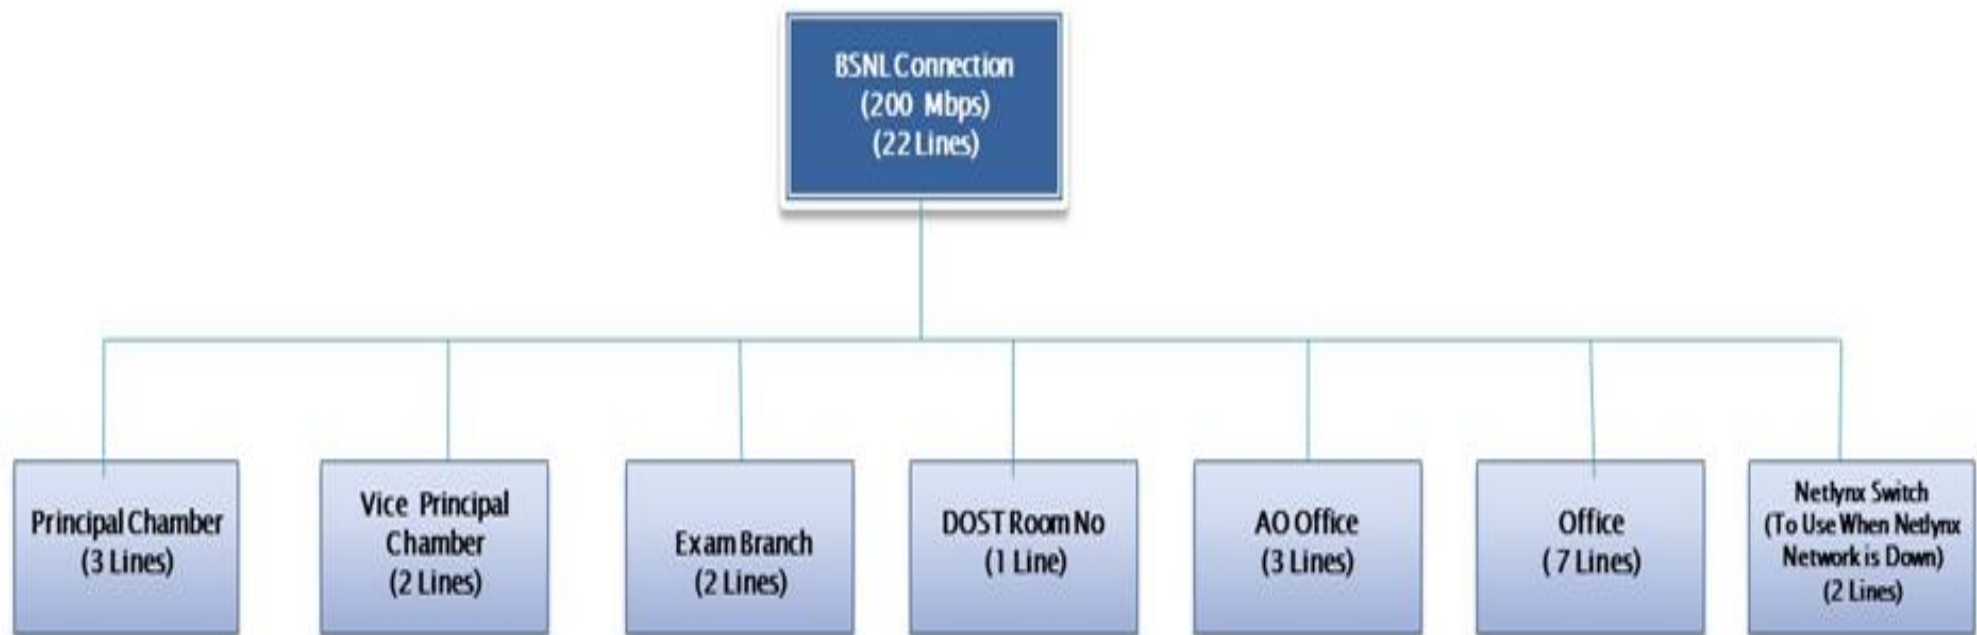 BSNL Connection
(200 Mbps)
(22 Lines)
Principal Chamber
(3 Lines)
Vice Principal
Chamber
(2 Lines)
Exam Branch
(2 Lines)
DOST Room No
(1 Line)
AO Office
(3 Lines)
Office
( 7 Lines)
Netlynx Switch
(To Use When Netlynx
Network is Down)
(2 Lines)